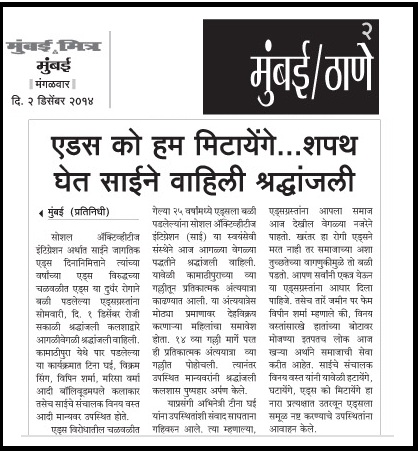 मुंबई मित्र
मुंबई
मंगळवार
दि. २ डिसेंबर २०१४
२
मुंबई/ठाणे
एडस को हम मिटायेंगे...शपथ
घेत साईने वाहिली श्रद्धांजली
मुंबई (प्रतिनिधी)
सोशल ॲक्टिव्हीटीज
इंटिग्रेशन अर्थात साईने जागतिक
एड्स दिनानिमित्ताने त्यांच्या
वर्षाच्या एड्स विरुद्धच्या
चळवळीत एड्स या दुर्धर रोगाने
बळी पडलेल्या एड्सग्रस्तांना
सोमवारी, दि. १ डिसेंबर रोजी
सकाळी श्रद्धांजली कलशाद्वारे
आगळीवेगळी श्रद्धांजली वाहिली.
कामाठीपुरा येथे पार पडलेल्या
या कार्यक्रमात टिना घई, विक्रम
सिंग, विपिन शर्मा, मरिसा वर्मा
आदी बॉलिवूडमधले कलाकार
तसेच साईचे संचालक विनय वस्त
आदी मान्यवर उपस्थित होते.
एड्स विरोधातील चळवळीत
गेल्या २५ वर्षांमध्ये एड्सला बळी
पडलेल्यांना सोशल ॲक्टिव्हीटीज
इंटिग्रेशन (साई) या स्वयंसेवी
संस्थेने आज आगळ्या वेगळ्या
पद्धतीने श्रद्धांजली वाहिली.
यावेळी कामाठीपुराच्या व्या
गल्लीतून प्रतिकात्मक अंत्ययात्रा
काढण्यात आली. या अंत्ययात्रेस
मोठ्या प्रमाणावर देहविक्रय
करणाऱ्या महिलांचा समावेश
होता. १४ व्या गल्ली मार्गे परत
ही प्रतिकात्मक अंत्ययात्रा व्या
गल्लीत पोहोचली. त्यानंतर
उपस्थित मान्यवरांनी श्रद्धांजली
कलशास पुष्पहार अर्पण केले.
याप्रसंगी अभिनेत्री टीना घई
यांना उपस्थितांशी संवाद साधताना
गहिवरुन आले. त्या म्हणाल्या,
एड्सग्रस्तांना आपला समाज
आज देखील वेगळ्या नजरेने
पाहतो. खरंतर हा रोगी एड्सने
मरत नाही तर समाजाच्या अशा
तुच्छतेच्या वागणुकीमुळे तो बळी
पडतो. आपण सर्वांनी एकत्र येऊन
या एड्सग्रस्तांना आधार दिला
पाहिजे. तसेच तारें जमीन पर फेम
विपीन शर्मा म्हणाले की, विनय
वस्तांसारखे हातांच्या बोटावर
मोजण्या इतपतच लोक आज
खऱ्या अर्थाने समाजाची सेवा
करीत आहेत. साईचे संचालक
विनय वस्त यांनी यावेळी हटायेंगे,
घटायेंगे, एड्स को मिटायेंगे हा
नारा प्रत्यक्षात उतरवून एड्सला
समूळ नष्ट करण्याचे उपस्थितांना
आवाहन केले.